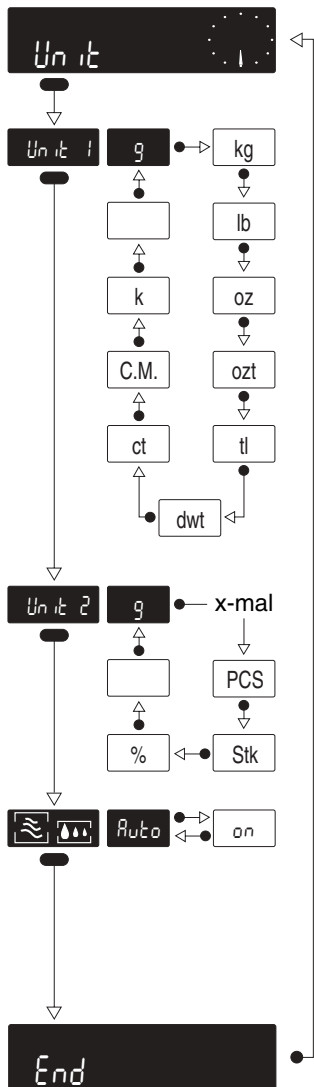 Unit
Unit 1 g kg
lb
k oz
C.M. ozt
ct tl
dwt
Unit 2 g x-mal
PCS
% Stk
Auto on
End